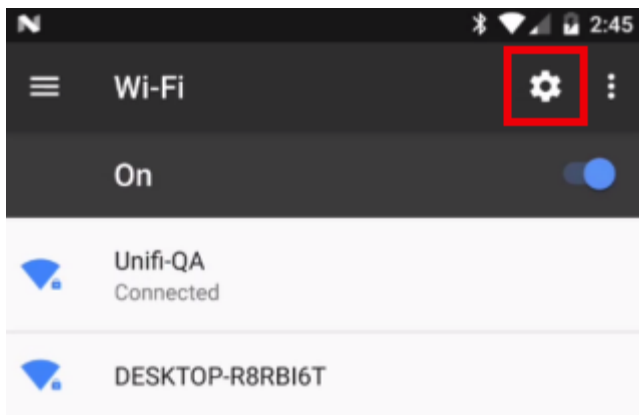 2:45
Wi-Fi
On
Unifi-QA
Connected
DESKTOP-R8RBI6T